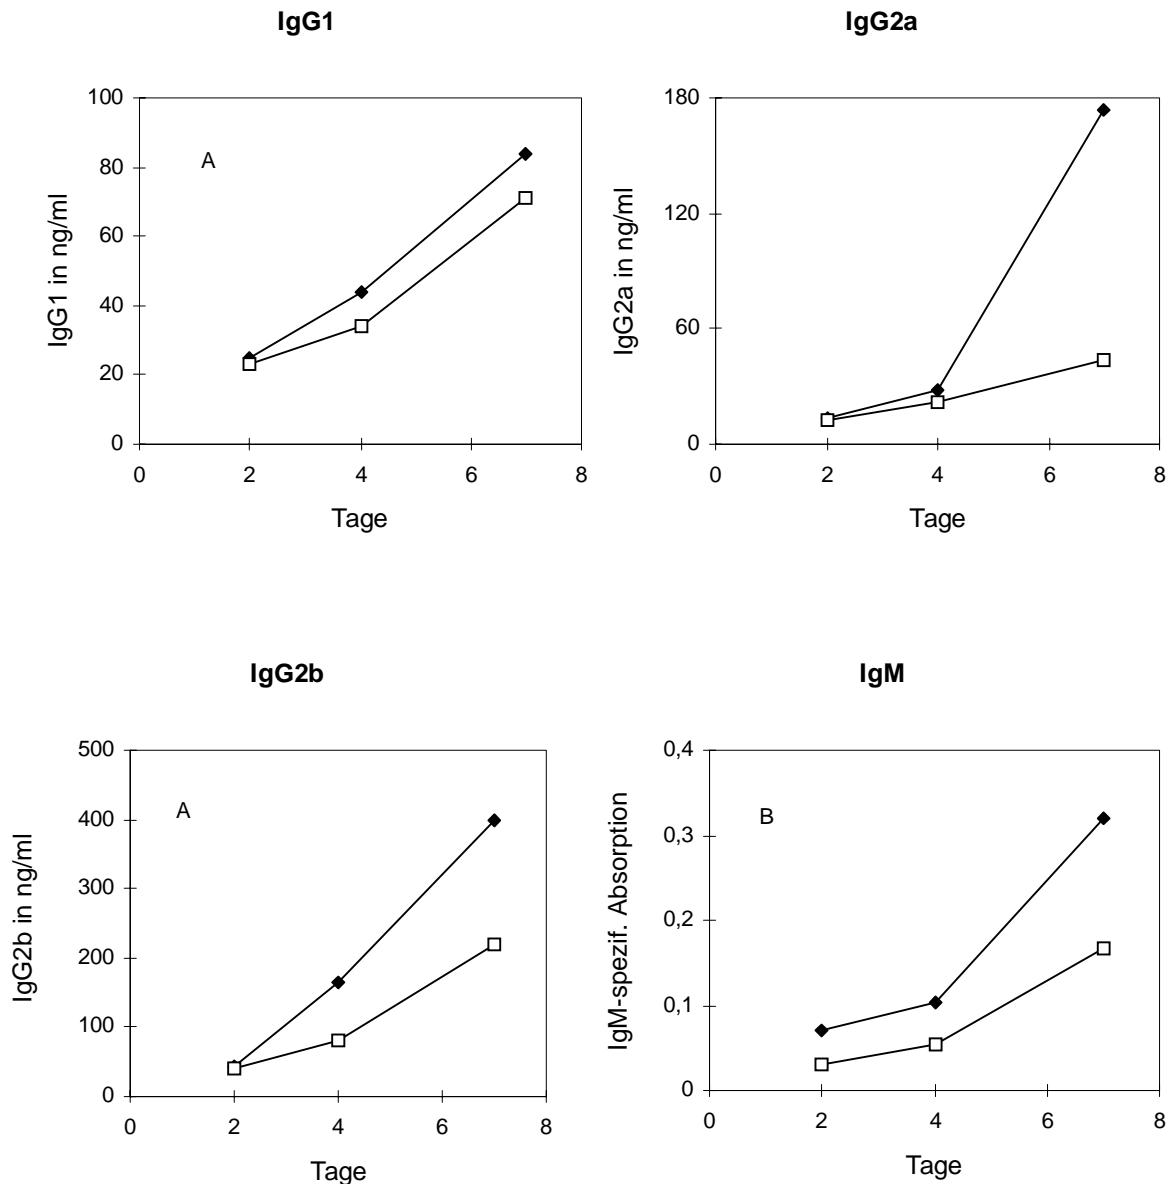 IgG1
100
80
60
40
20
0
A
IgG1 in ng/ml
0 2 4 6 8
Tage
IgG2a
180
120
60
0
IgG2a in ng/ml
0 2 4 6 8
Tage
IgG2b
500
400
300
200
100
0
A
IgG2b in ng/ml
0 2 4 6 8
Tage
IgM
0,4
0,3
0,2
0,1
0
B
IgM-spezif. Absorption
0 2 4 6 8
Tage